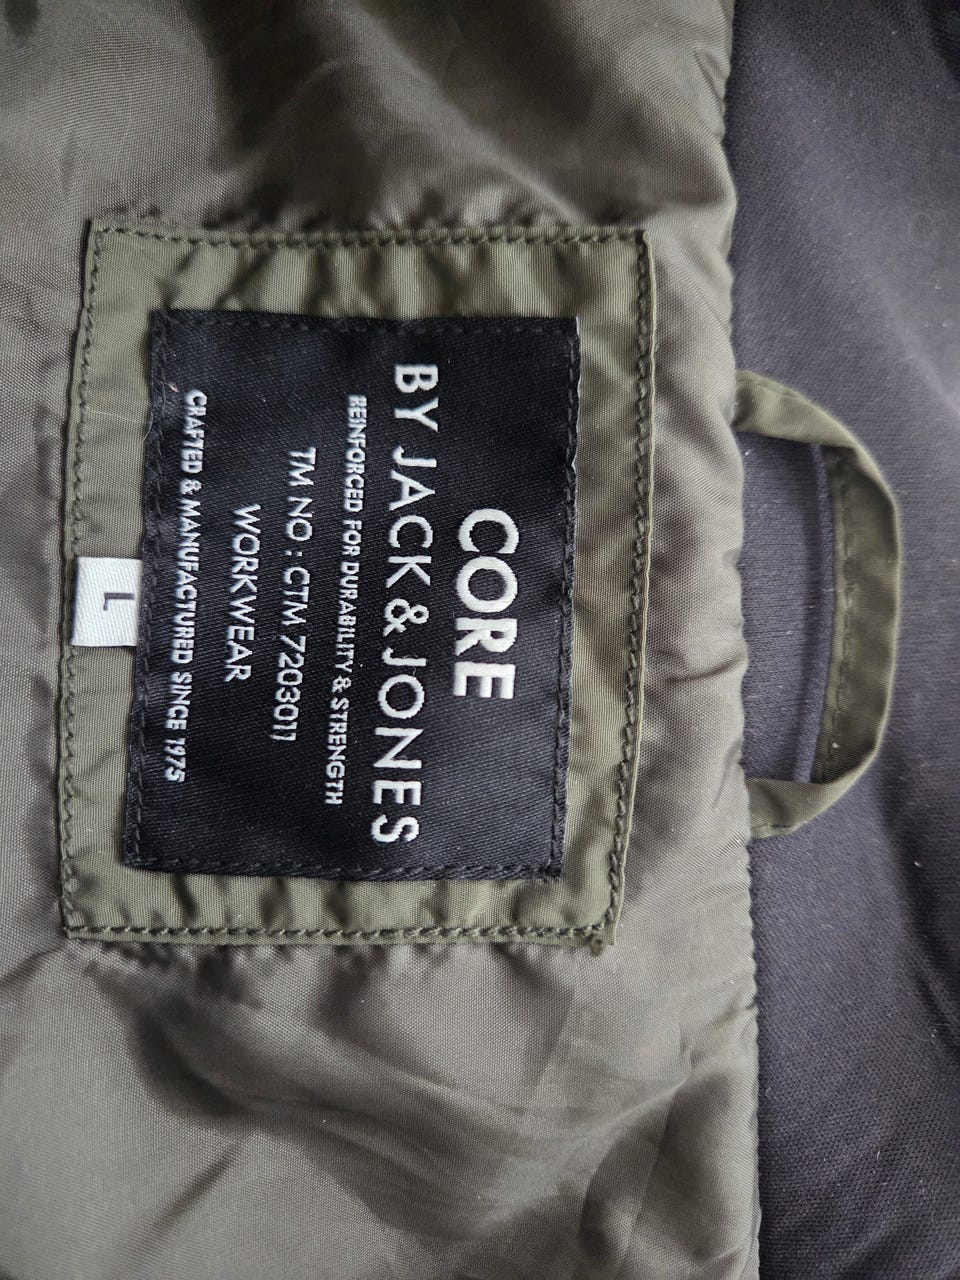 CORE
BY JACK & JONES
REINFORCED FOR DURABILITY & STRENGTH
TM NO : CTM 7203011
WORKWEAR
CRAFTED & MANUFACTURED SINCE 1975
L